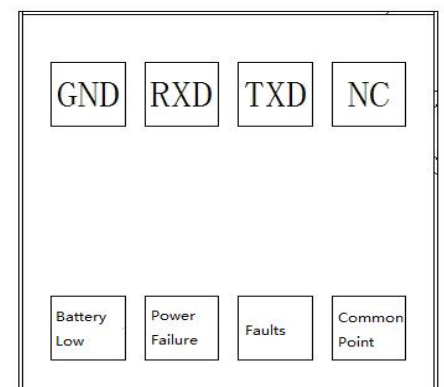 GND RXD TXD NC
Battery Low
Power Failure
Faults
Common Point